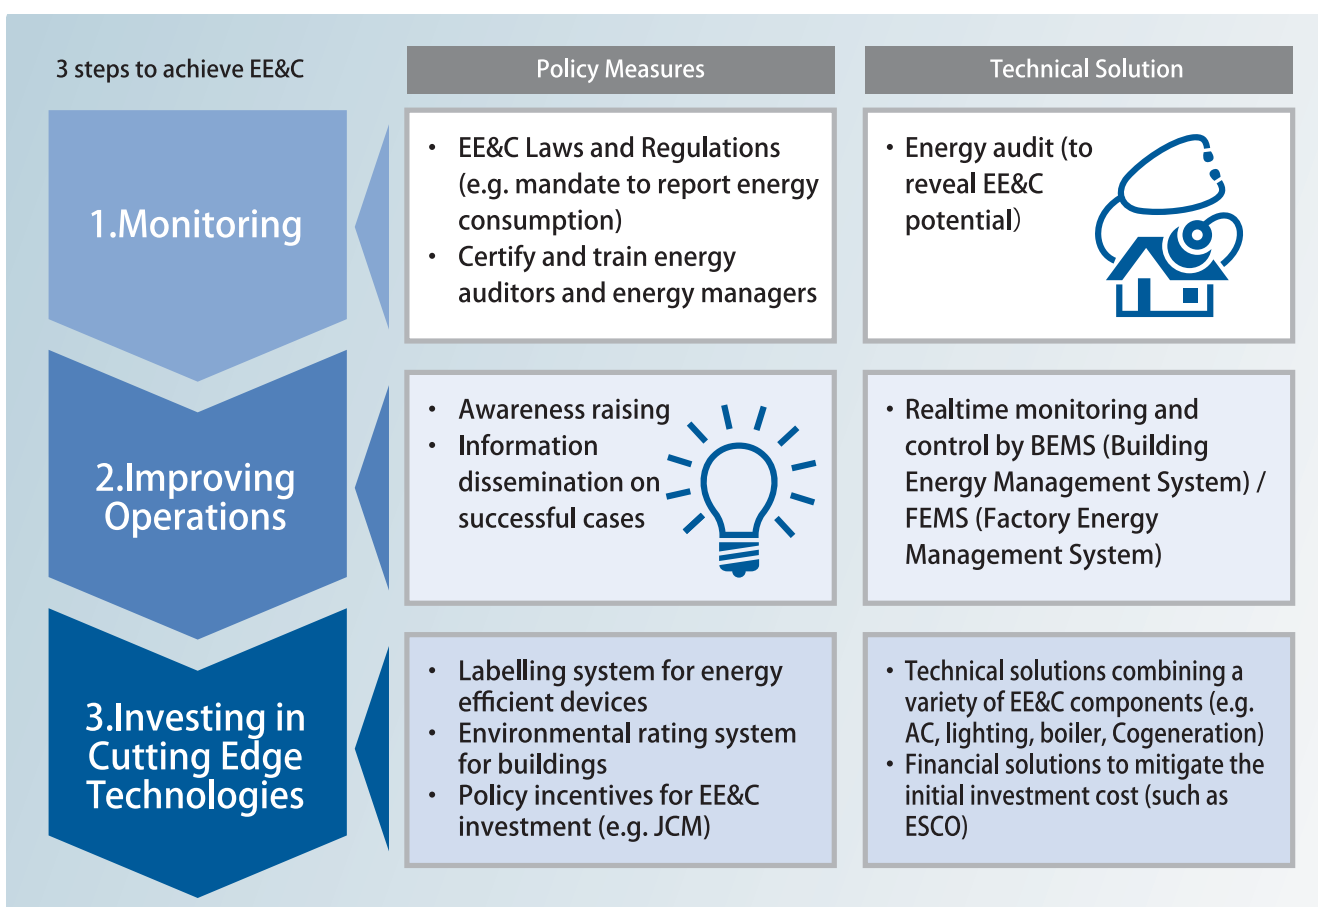 3 steps to achieve EE&C
Policy Measures
Technical Solution
1.Monitoring
• EE&C Laws and Regulations
(e.g. mandate to report energy
consumption)
• Certify and train energy
auditors and energy managers
• Energy audit (to
reveal EE&C
potential)
2.Improving
Operations
• Awareness raising
• Information
dissemination on
successful cases
• Realtime monitoring and
control by BEMS (Building
Energy Management System) /
FEMS (Factory Energy
Management System)
3.Investing in
Cutting Edge
Technologies
• Labelling system for energy
efficient devices
• Environmental rating system
for buildings
• Policy incentives for EE&C
investment (e.g. JCM)
• Technical solutions combining a
variety of EE&C components (e.g.
AC, lighting, boiler, Cogeneration)
• Financial solutions to mitigate the
initial investment cost (such as
ESCO)